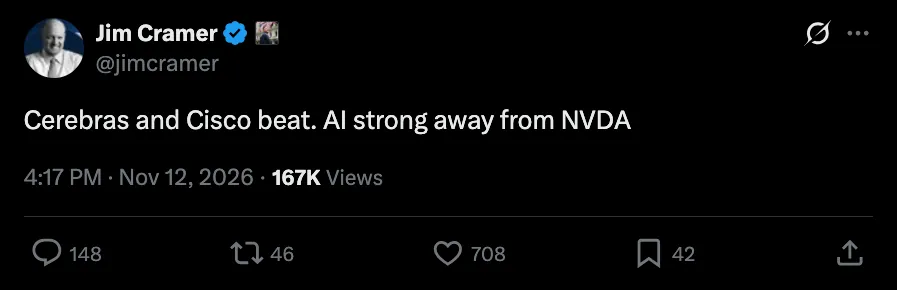 Jim Cramer
@jimcramer
Cerebras and Cisco beat. AI strong away from NVDA
4:17 PM · Nov 12, 2026 · 167K Views
148 46 708 42